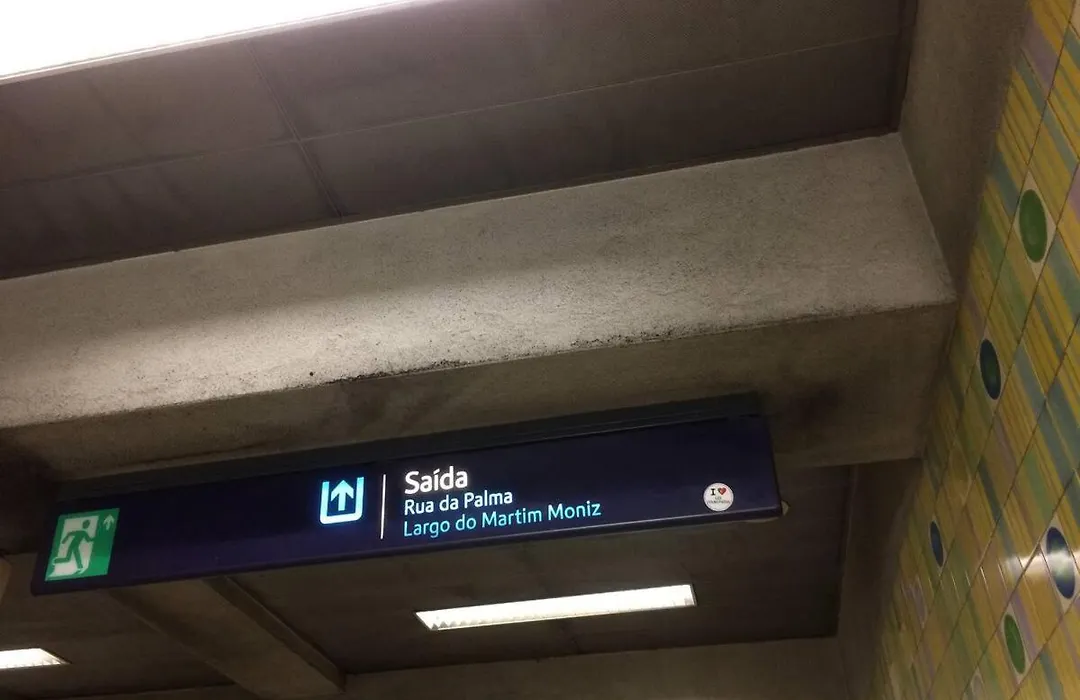 Saída
Rua da Palma
Largo do Martim Moniz
I